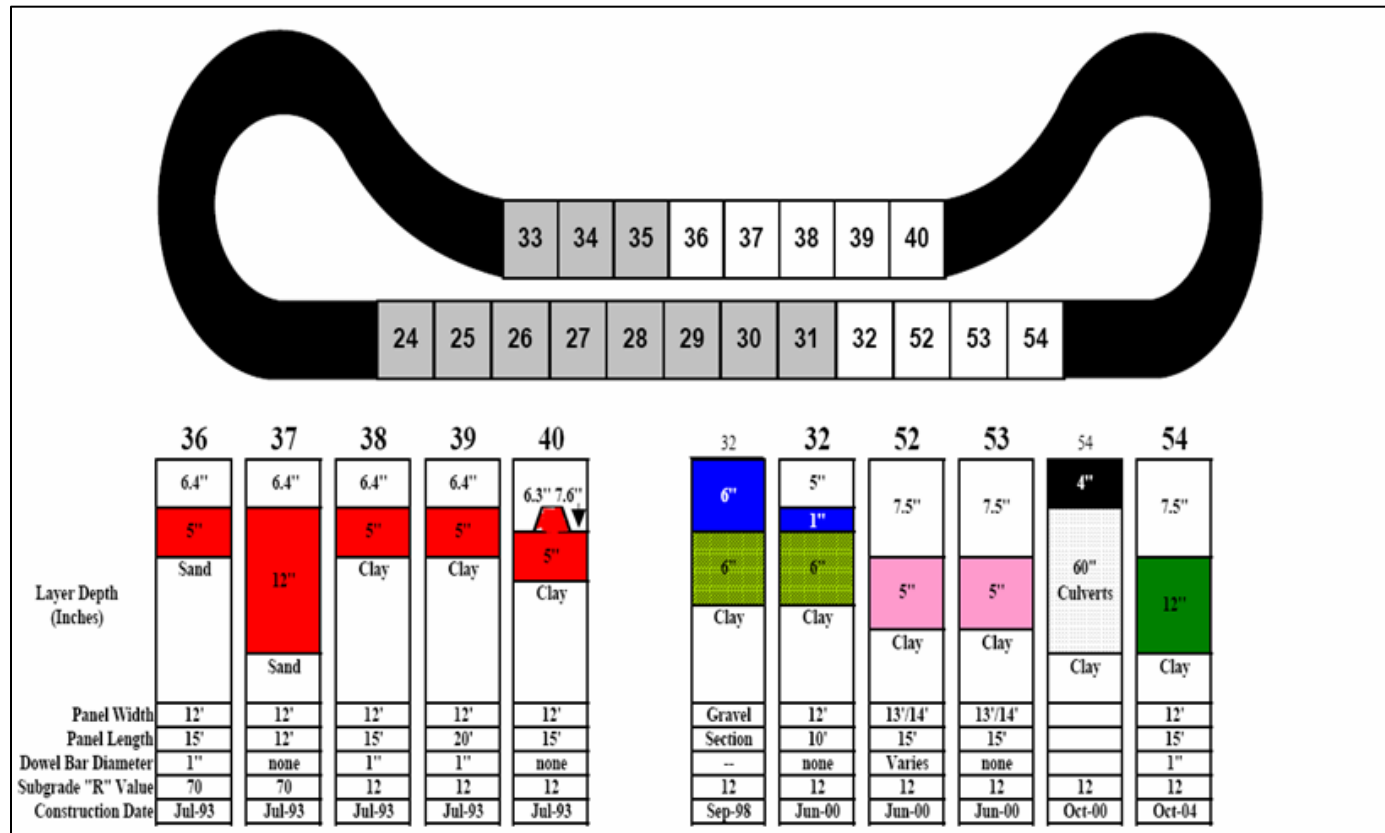 33 34 35 36 37 38 39 40
24 25 26 27 28 29 30 31 32 52 53 54
36 37 38 39 40 32 32 52 53 54 54
6.4" 6.4" 6.4" 6.4" 6.3" 7.6" 6" 5" 7.5" 7.5" 4" 7.5"
5" 12" 5" 5" 5" 6" 1" 6" 5" 5" 60" Culverts 12"
Sand Sand Clay Clay Clay Clay Clay Clay Clay Clay Clay
Layer Depth
(Inches)
Panel Width 12' 12' 12' 12' 12' Gravel 12' 13'/14' 13'/14' 12'
Panel Length 15' 12' 15' 20' 15' Section 10' 15' 15' 15'
Dowel Bar Diameter 1" none 1" 1" none -- none Varies none 1"
Subgrade "R" Value 70 70 12 12 12 12 12 12 12 12 12
Construction Date Jul-93 Jul-93 Jul-93 Jul-93 Jul-93 Sep-98 Jun-00 Jun-00 Jun-00 Oct-00 Oct-04